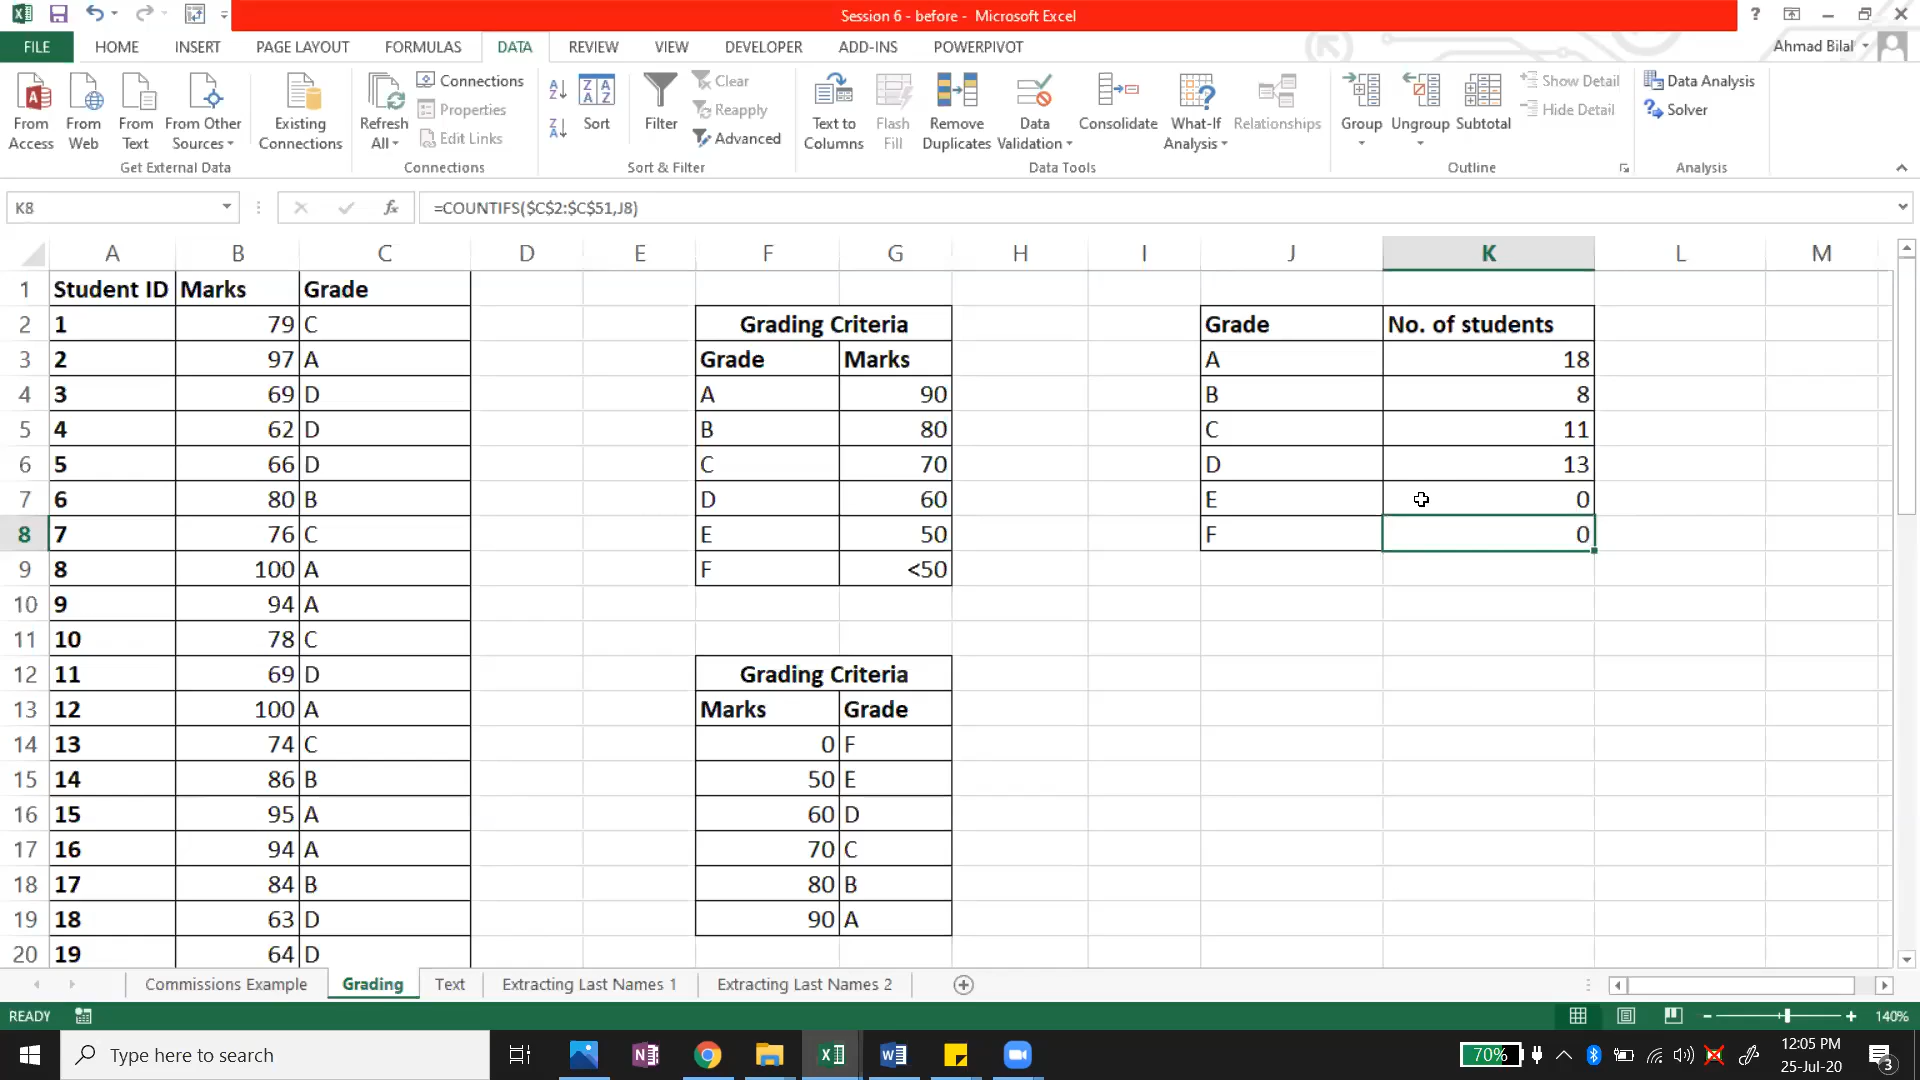 Session 6 - before - Microsoft Excel
?
FILE HOME INSERT PAGE LAYOUT FORMULAS DATA REVIEW VIEW DEVELOPER ADD-INS POWERPIVOT Ahmad Bilal
From Access
From Web
From Text
From Other Sources
Get External Data
Existing Connections
Refresh All
Connections
Properties
Edit Links
Connections
Sort
Filter
Clear
Reapply
Advanced
Sort & Filter
Text to Columns
Flash Fill
Remove Duplicates
Data Validation
Consolidate
What-If Analysis
Relationships
Data Tools
Group
Ungroup
Subtotal
Show Detail
Hide Detail
Outline
Data Analysis
Solver
Analysis
K8 fx =COUNTIFS($C$2:$C$51,J8)
A B C D E F G H I J K L M
1 Student ID Marks Grade
2 1 79 C Grading Criteria Grade No. of students
3 2 97 A Grade Marks A 18
4 3 69 D A 90 B 8
5 4 62 D B 80 C 11
6 5 66 D C 70 D 13
7 6 80 B D 60 E 0
8 7 76 C E 50 F 0
9 8 100 A F <50
10 9 94 A
11 10 78 C
12 11 69 D Grading Criteria
13 12 100 A Marks Grade
14 13 74 C 0 F
15 14 86 B 50 E
16 15 95 A 60 D
17 16 94 A 70 C
18 17 84 B 80 B
19 18 63 D 90 A
20 19 64 D
Commissions Example Grading Text Extracting Last Names 1 Extracting Last Names 2
READY 140%
Type here to search
70% 12:05 PM
25-Jul-20
3